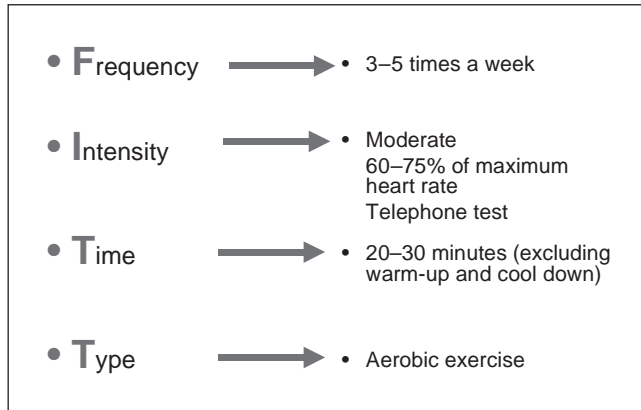 • Frequency
• 3–5 times a week
• Intensity
• Moderate
60–75% of maximum
heart rate
Telephone test
• Time
• 20–30 minutes (excluding
warm-up and cool down)
• Type
• Aerobic exercise